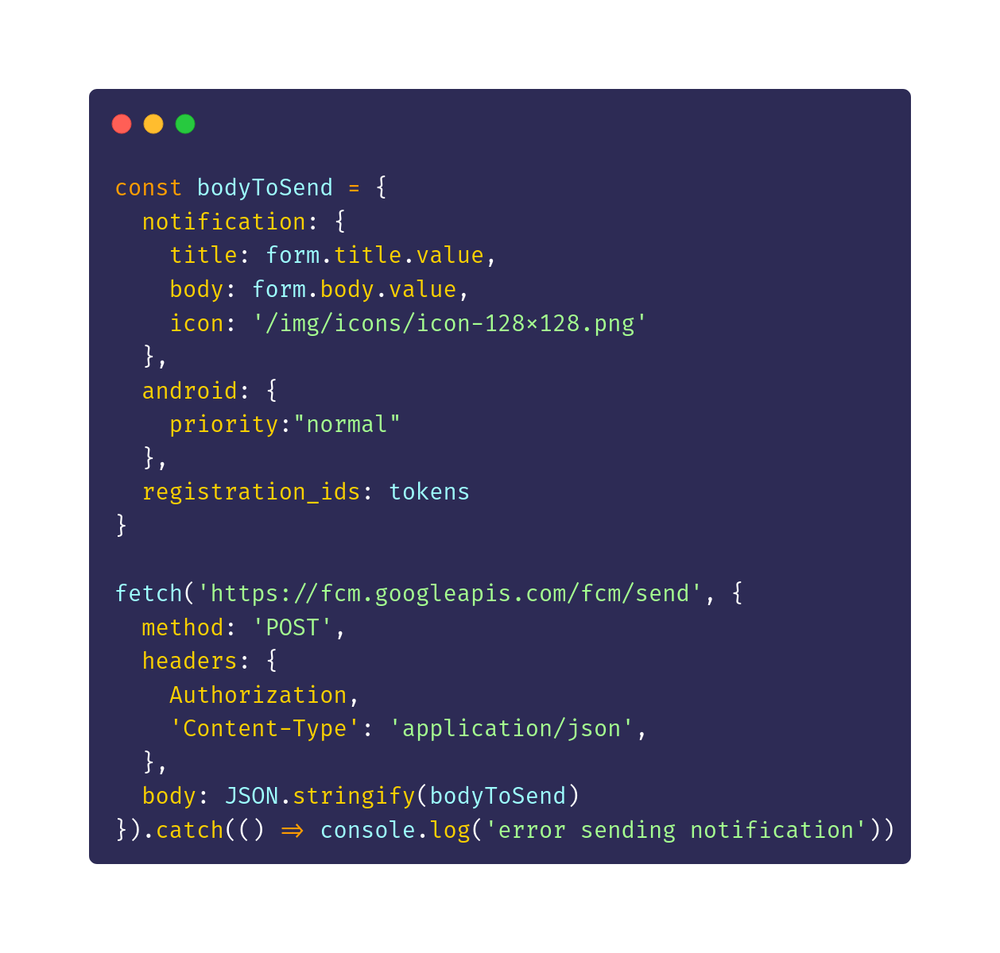 const bodyToSend = {
  notification: {
    title: form.title.value,
    body: form.body.value,
    icon: '/img/icons/icon-128×128.png'
  },
  android: {
    priority:"normal"
  },
  registration_ids: tokens
}

fetch('https://fcm.googleapis.com/fcm/send', {
  method: 'POST',
  headers: {
    Authorization,
    'Content-Type': 'application/json',
  },
  body: JSON.stringify(bodyToSend)
}).catch(() => console.log('error sending notification'))